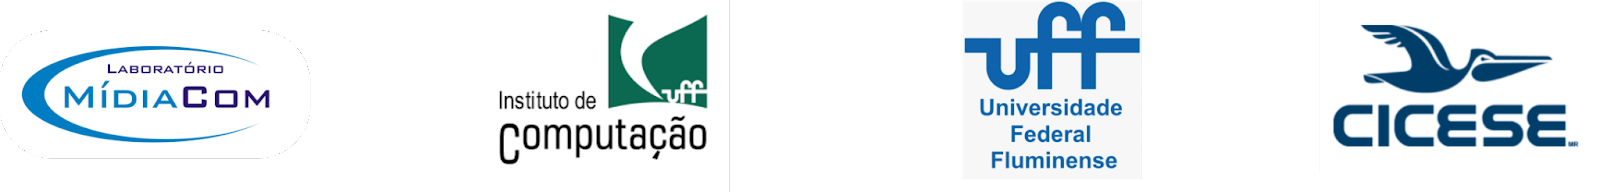 LABORATÓRIO
MÍDIACOM
Instituto de
uff
Computação
uff
Universidade
Federal
Fluminense
CICESE
MR